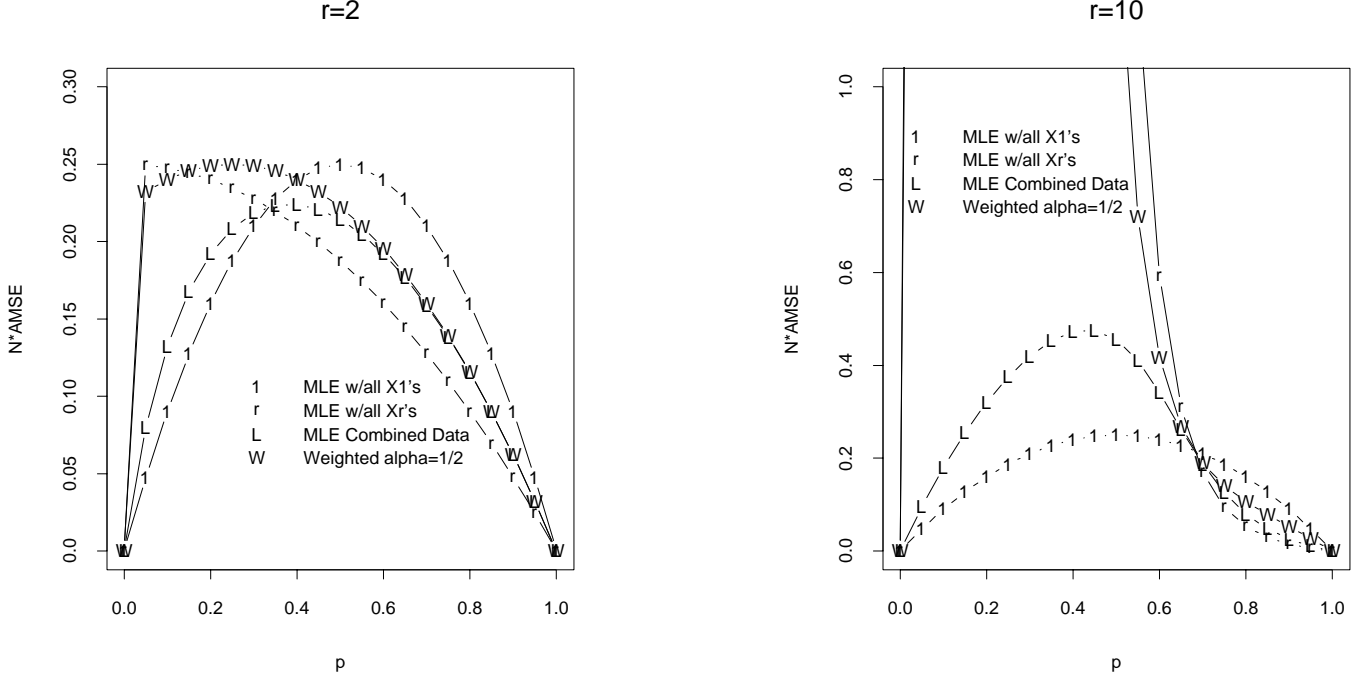 r=2
0.30
0.25
0.20
0.15
0.10
0.05
0.0
N*AMSE
1 MLE w/all X1's
r MLE w/all Xr's
L MLE Combined Data
W Weighted alpha=1/2
0.0 0.2 0.4 0.6 0.8 1.0
p
r=10
1.0
0.8
0.6
0.4
0.2
0.0
N*AMSE
1 MLE w/all X1's
r MLE w/all Xr's
L MLE Combined Data
W Weighted alpha=1/2
0.0 0.2 0.4 0.6 0.8 1.0
p